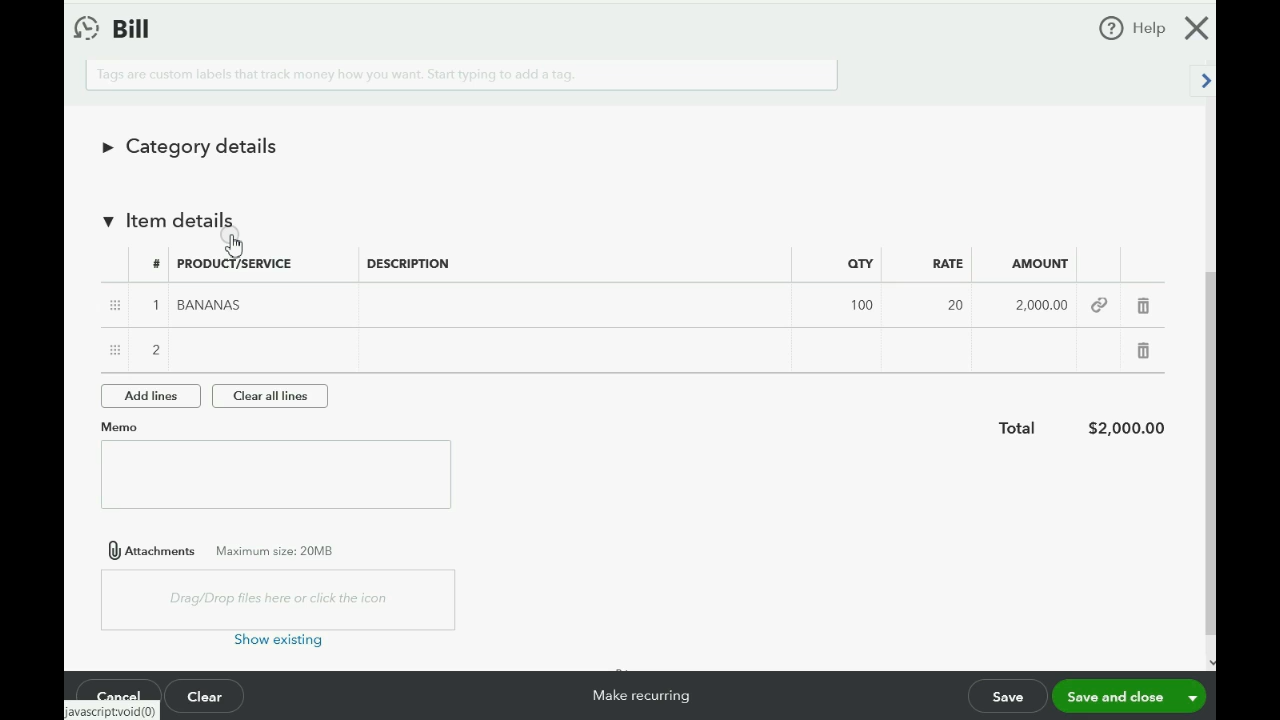 Bill
Help
Tags are custom labels that track money how you want. Start typing to add a tag.
Category details
Item details
# PRODUCT/SERVICE DESCRIPTION QTY RATE AMOUNT
1 BANANAS 100 20 2,000.00
2
Add lines Clear all lines
Memo Total $2,000.00
Attachments Maximum size: 20MB
Drag/Drop files here or click the icon
Show existing
Cancel Clear Make recurring Save Save and close
javascript:void(0)